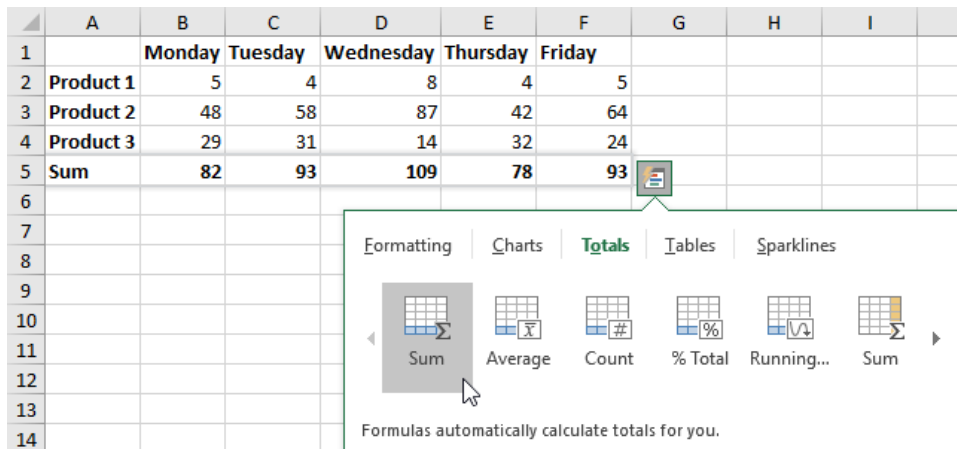 A B C D E F G H I
1 Monday Tuesday Wednesday Thursday Friday
2 Product 1 5 4 8 4 5
3 Product 2 48 58 87 42 64
4 Product 3 29 31 14 32 24
5 Sum 82 93 109 78 93
6
7
Formatting Charts Totals Tables Sparklines
8
9
10
11
Sum Average Count % Total Running... Sum
12
13
14
Formulas automatically calculate totals for you.